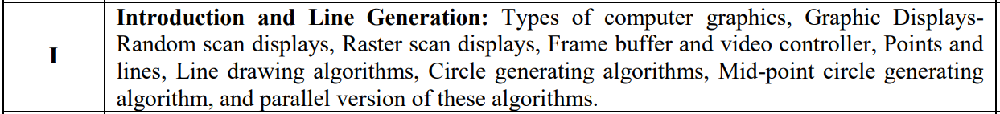 I
Introduction and Line Generation: Types of computer graphics, Graphic Displays-
Random scan displays, Raster scan displays, Frame buffer and video controller, Points and
lines, Line drawing algorithms, Circle generating algorithms, Mid-point circle generating
algorithm, and parallel version of these algorithms.